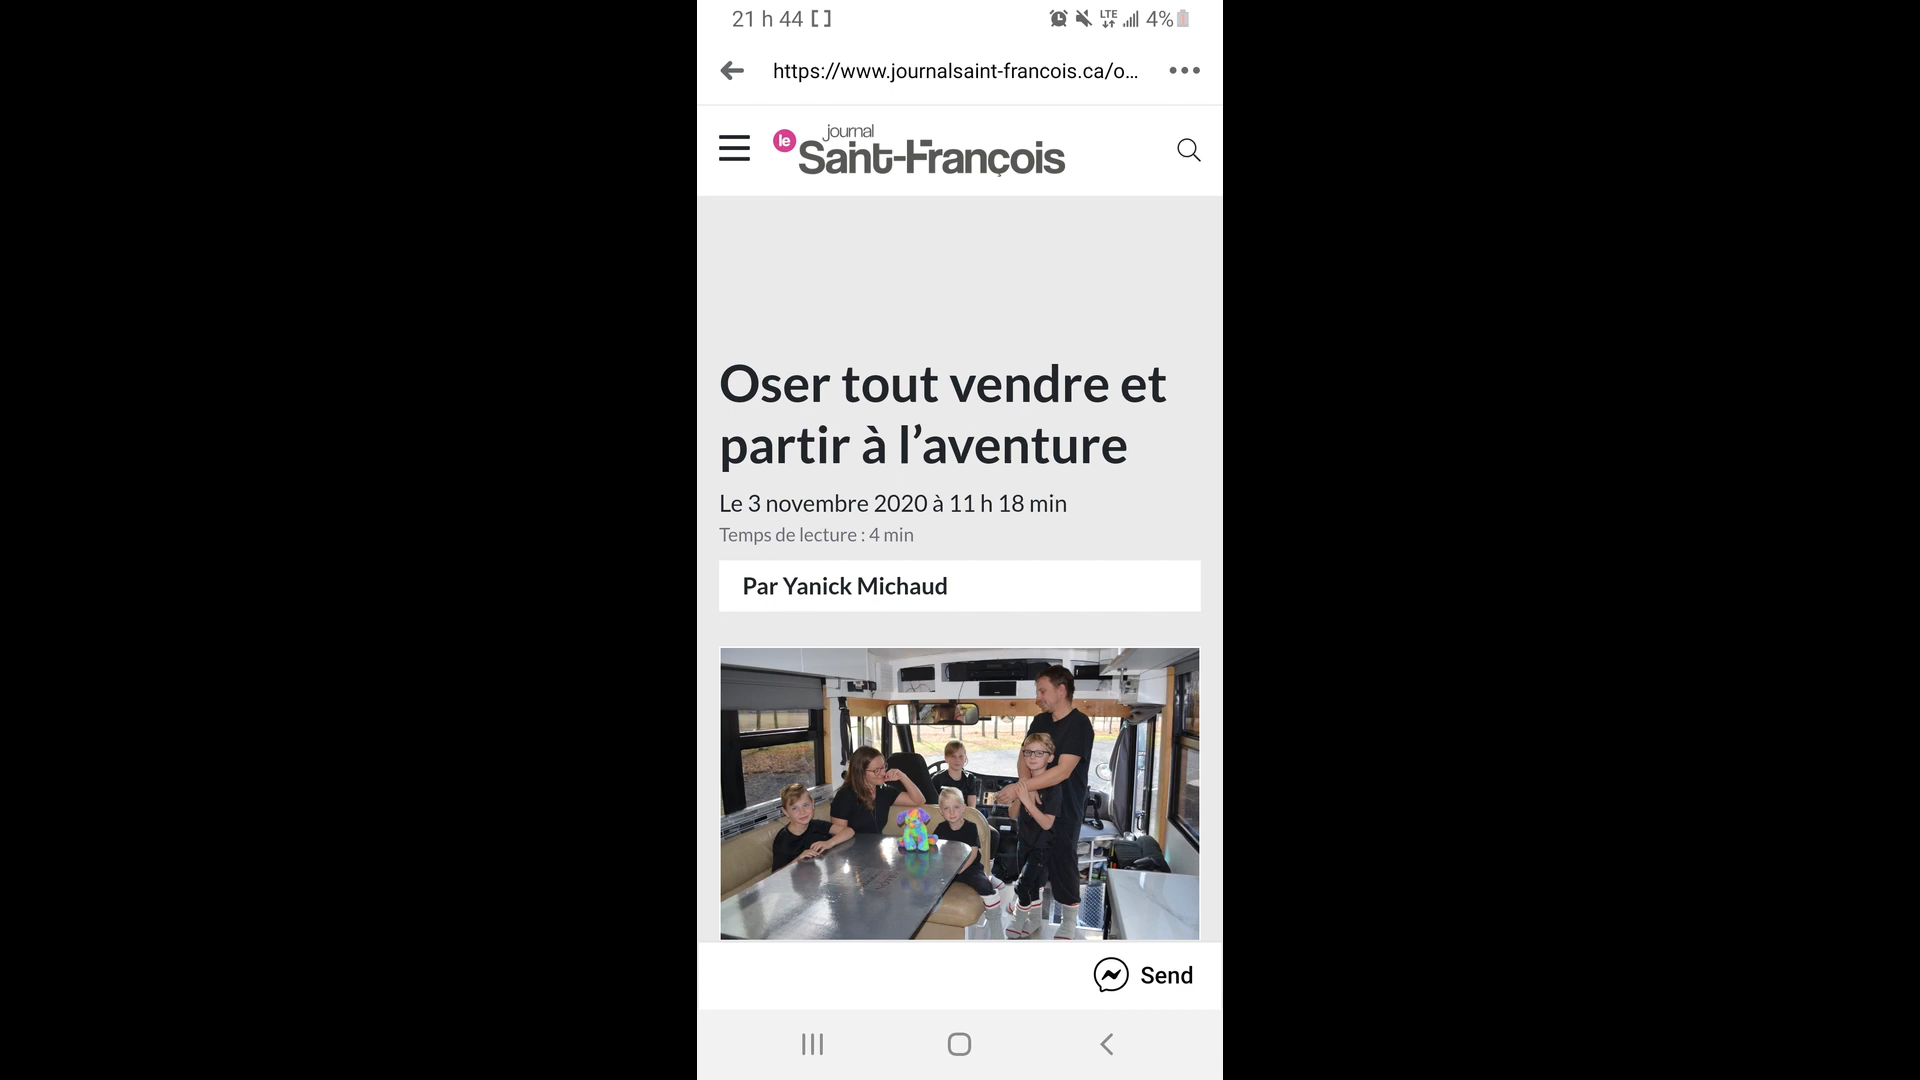 21 h 44
LTE
4%
https://www.journalsaint-francois.ca/o...
le
journal
Saint-François
Oser tout vendre et
partir à l’aventure
Le 3 novembre 2020 à 11 h 18 min
Temps de lecture : 4 min
Par Yanick Michaud
Send